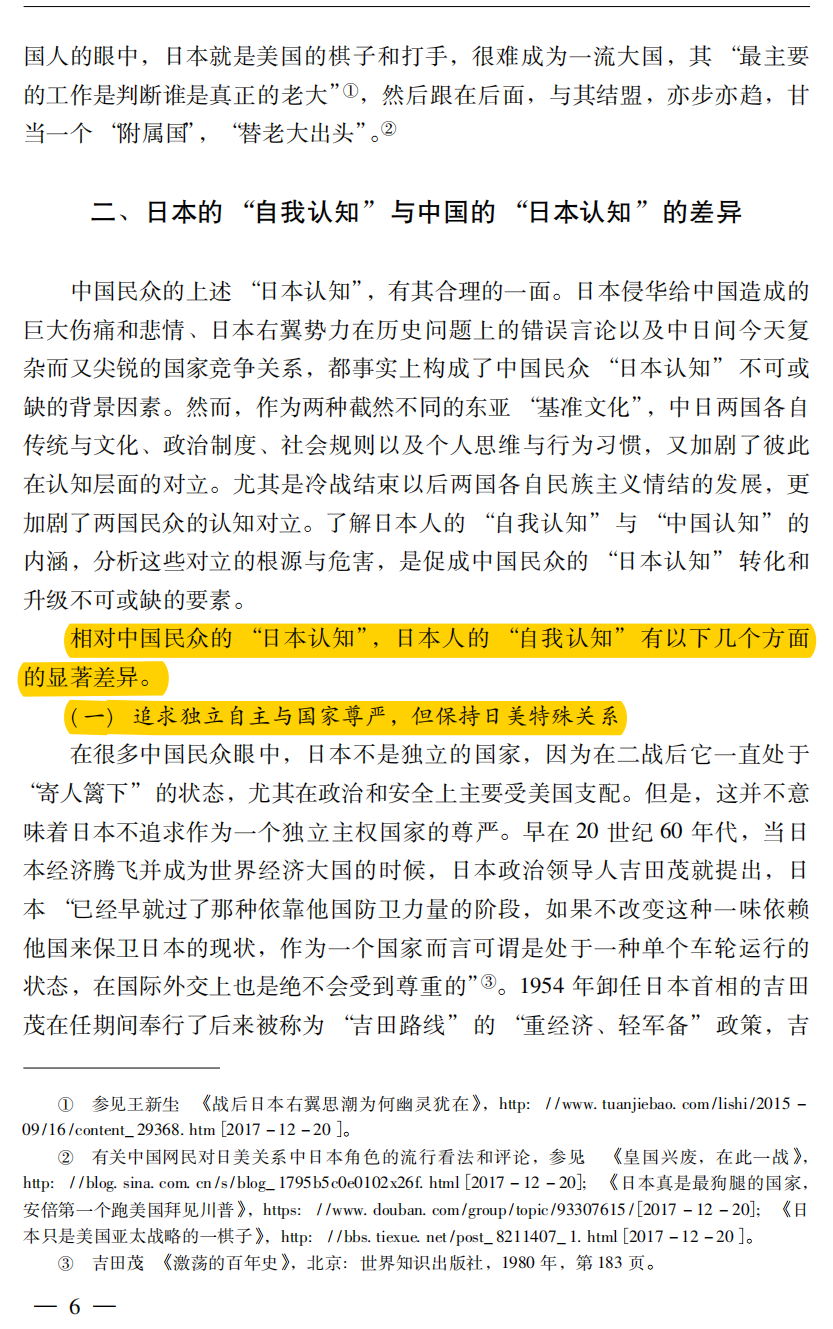 国人的眼中，日本就是美国的棋子和打手，很难成为一流大国，其 “最主要
的工作是判断谁是真正的老大”①，然后跟在后面，与其结盟，亦步亦趋，甘
当一个 “附属国”， “替老大出头”。②
二、日本的 “自我认知” 与中国的 “日本认知” 的差异
中国民众的上述 “日本认知”，有其合理的一面。日本侵华给中国造成的
巨大伤痛和悲情、日本右翼势力在历史问题上的错误言论以及中日间今天复
杂而又尖锐的国家竞争关系，都事实上构成了中国民众 “日本认知” 不可或
缺的背景因素。然而，作为两种截然不同的东亚 “基准文化”，中日两国各自
传统与文化、政治制度、社会规则以及个人思维与行为习惯，又加剧了彼此
在认知层面的对立。尤其是冷战结束以后两国各自民族主义情结的发展，更
加剧了两国民众的认知对立。了解日本人的 “自我认知” 与 “中国认知” 的
内涵，分析这些对立的根源与危害，是促成中国民众的 “日本认知” 转化和
升级不可或缺的要素。
相对中国民众的 “日本认知”，日本人的 “自我认知” 有以下几个方面
的显著差异。
(一) 追求独立自主与国家尊严，但保持日美特殊关系
在很多中国民众眼中，日本不是独立的国家，因为在二战后它一直处于
“寄人篱下” 的状态，尤其在政治和安全上主要受美国支配。但是，这并不意
味着日本不追求作为一个独立主权国家的尊严。早在 20 世纪 60 年代，当日
本经济腾飞并成为世界经济大国的时候，日本政治领导人吉田茂就提出，日
本 “已经早就过了那种依靠他国防卫力量的阶段，如果不改变这种一味依赖
他国来保卫日本的现状，作为一个国家而言可谓是处于一种单个车轮运行的
状态，在国际外交上也是绝不会受到尊重的”③。1954 年卸任日本首相的吉田
茂在任期间奉行了后来被称为 “吉田路线” 的 “重经济、轻军备” 政策，吉
① 参见王新生 《战后日本右翼思潮为何幽灵犹在》，http: //www. tuanjiebao. com/lishi/2015 -
09/16/content_ 29368. htm [2017 - 12 - 20 ]。
② 有关中国网民对日美关系中日本角色的流行看法和评论，参见 《皇国兴废，在此一战》，
http: //blog. sina. com. cn/s/blog_ 1795b5c0e0102x26f. html [2017 - 12 - 20]; 《日本真是最狗腿的国家，
安倍第一个跑美国拜见川普》，https: //www. douban. com/group/topic/93307615/ [2017 - 12 - 20]; 《日
本只是美国亚太战略的一棋子》，http: //bbs. tiexue. net/post_ 8211407_ 1. html [2017 - 12 - 20 ]。
③ 吉田茂 《激荡的百年史》，北京: 世界知识出版社，1980 年，第 183 页。
— 6 —